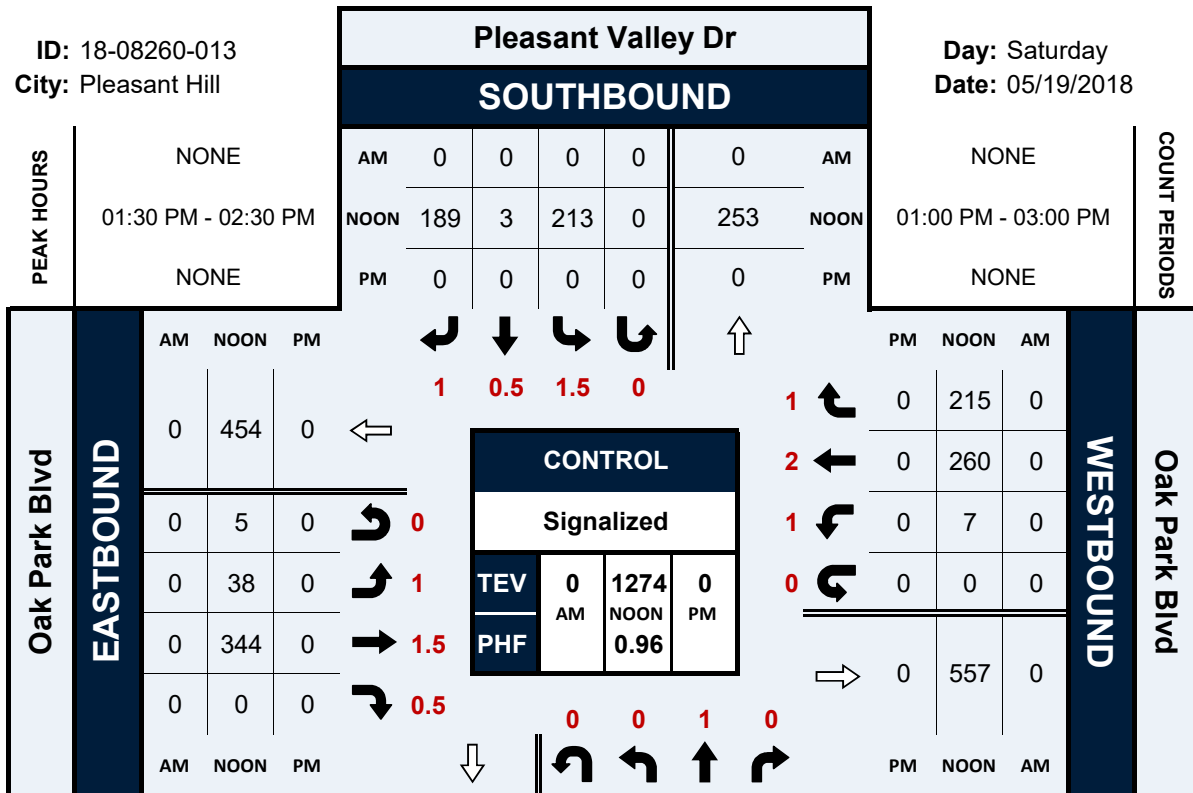 Pleasant Valley Dr
SOUTHBOUND
ID: 18-08260-013
City: Pleasant Hill
Day: Saturday
Date: 05/19/2018
PEAK HOURS
NONE
01:30 PM - 02:30 PM
NONE
AM 0 0 0 0 0 AM
NOON 189 3 213 0 253 NOON
PM 0 0 0 0 0 PM
NONE
01:00 PM - 03:00 PM
NONE
COUNT PERIODS
1 0.5 1.5 0
Oak Park Blvd
EASTBOUND
AM NOON PM
0 454 0
0 5 0 0
0 38 0 1
0 344 0 1.5
0 0 0 0.5
AM NOON PM
CONTROL
Signalized
TEV 0 1274 0
AM NOON PM
PHF 0.96
PM NOON AM
1 0 215 0
2 0 260 0
1 0 7 0
0 0 0 0
0 557 0
PM NOON AM
WESTBOUND
Oak Park Blvd
0 0 1 0